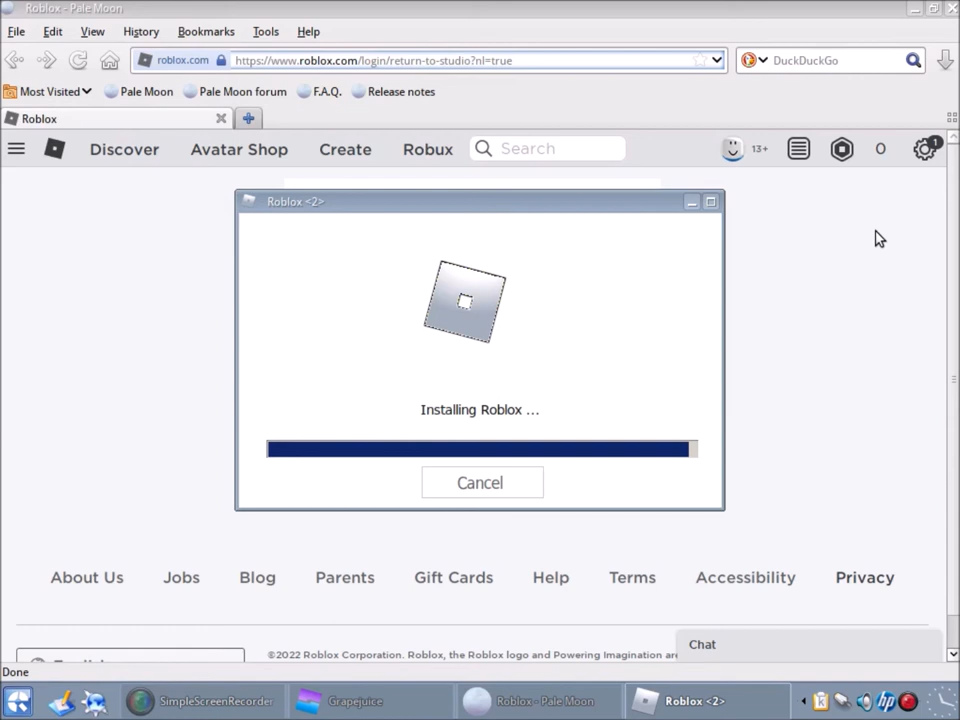 Roblox - Pale Moon
File Edit View History Bookmarks Tools Help
roblox.com https://www.roblox.com/login/return-to-studio?nl=true DuckDuckGo
Most Visited Pale Moon Pale Moon forum F.A.Q. Release notes
Roblox
Discover Avatar Shop Create Robux Search 13+ 0 1
Roblox <2>
Installing Roblox ...
Cancel
About Us Jobs Blog Parents Gift Cards Help Terms Accessibility Privacy
Chat
©2022 Roblox Corporation. Roblox, the Roblox logo and Powering Imagination are
Done
SimpleScreenRecorder Grapejuice Roblox - Pale Moon Roblox <2> K hp